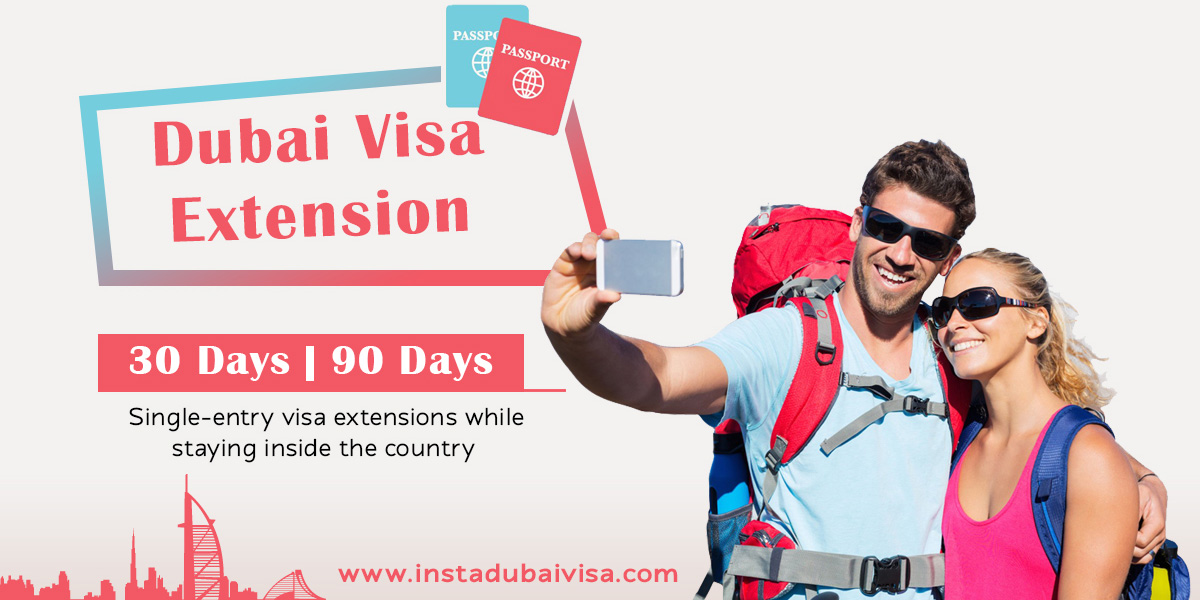 PASSPORT
Dubai Visa
Extension
30 Days | 90 Days
Single-entry visa extensions while
staying inside the country
www.instadubaivisa.com